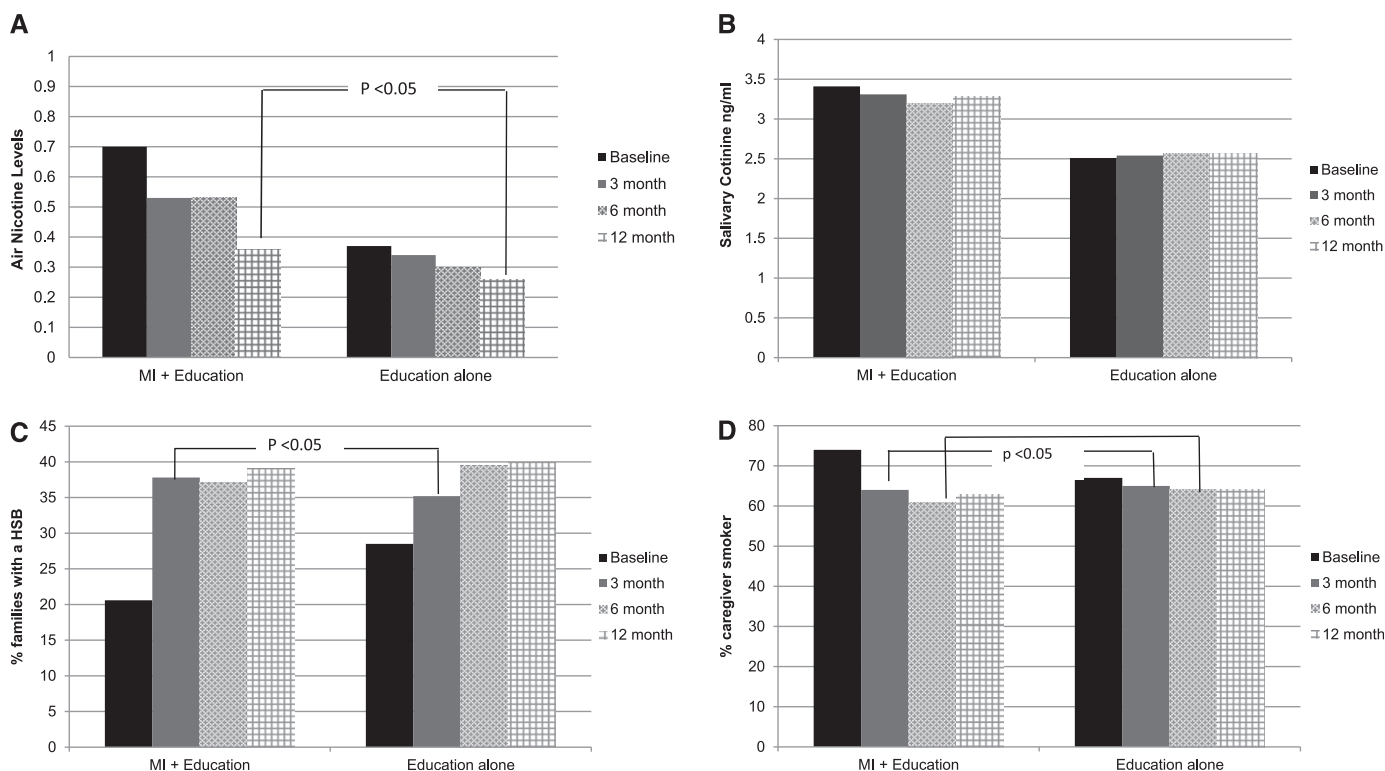 A
Air Nicotine Levels
1
0.9
0.8
0.7
0.6
0.5
0.4
0.3
0.2
0.1
0
P <0.05
MI + Education
Education alone
Baseline
3 month
6 month
12 month
B
Salivary Cotinine ng/ml
4
3.5
3
2.5
2
1.5
1
0.5
0
MI + Education
Education alone
Baseline
3 month
6 month
12 month
C
% families with a HSB
45
40
35
30
25
20
15
10
5
0
P <0.05
MI + Education
Education alone
Baseline
3 month
6 month
12 month
D
% caregiver smoker
80
70
60
50
40
30
20
10
0
p <0.05
MI + Education
Education alone
Baseline
3 month
6 month
12 month